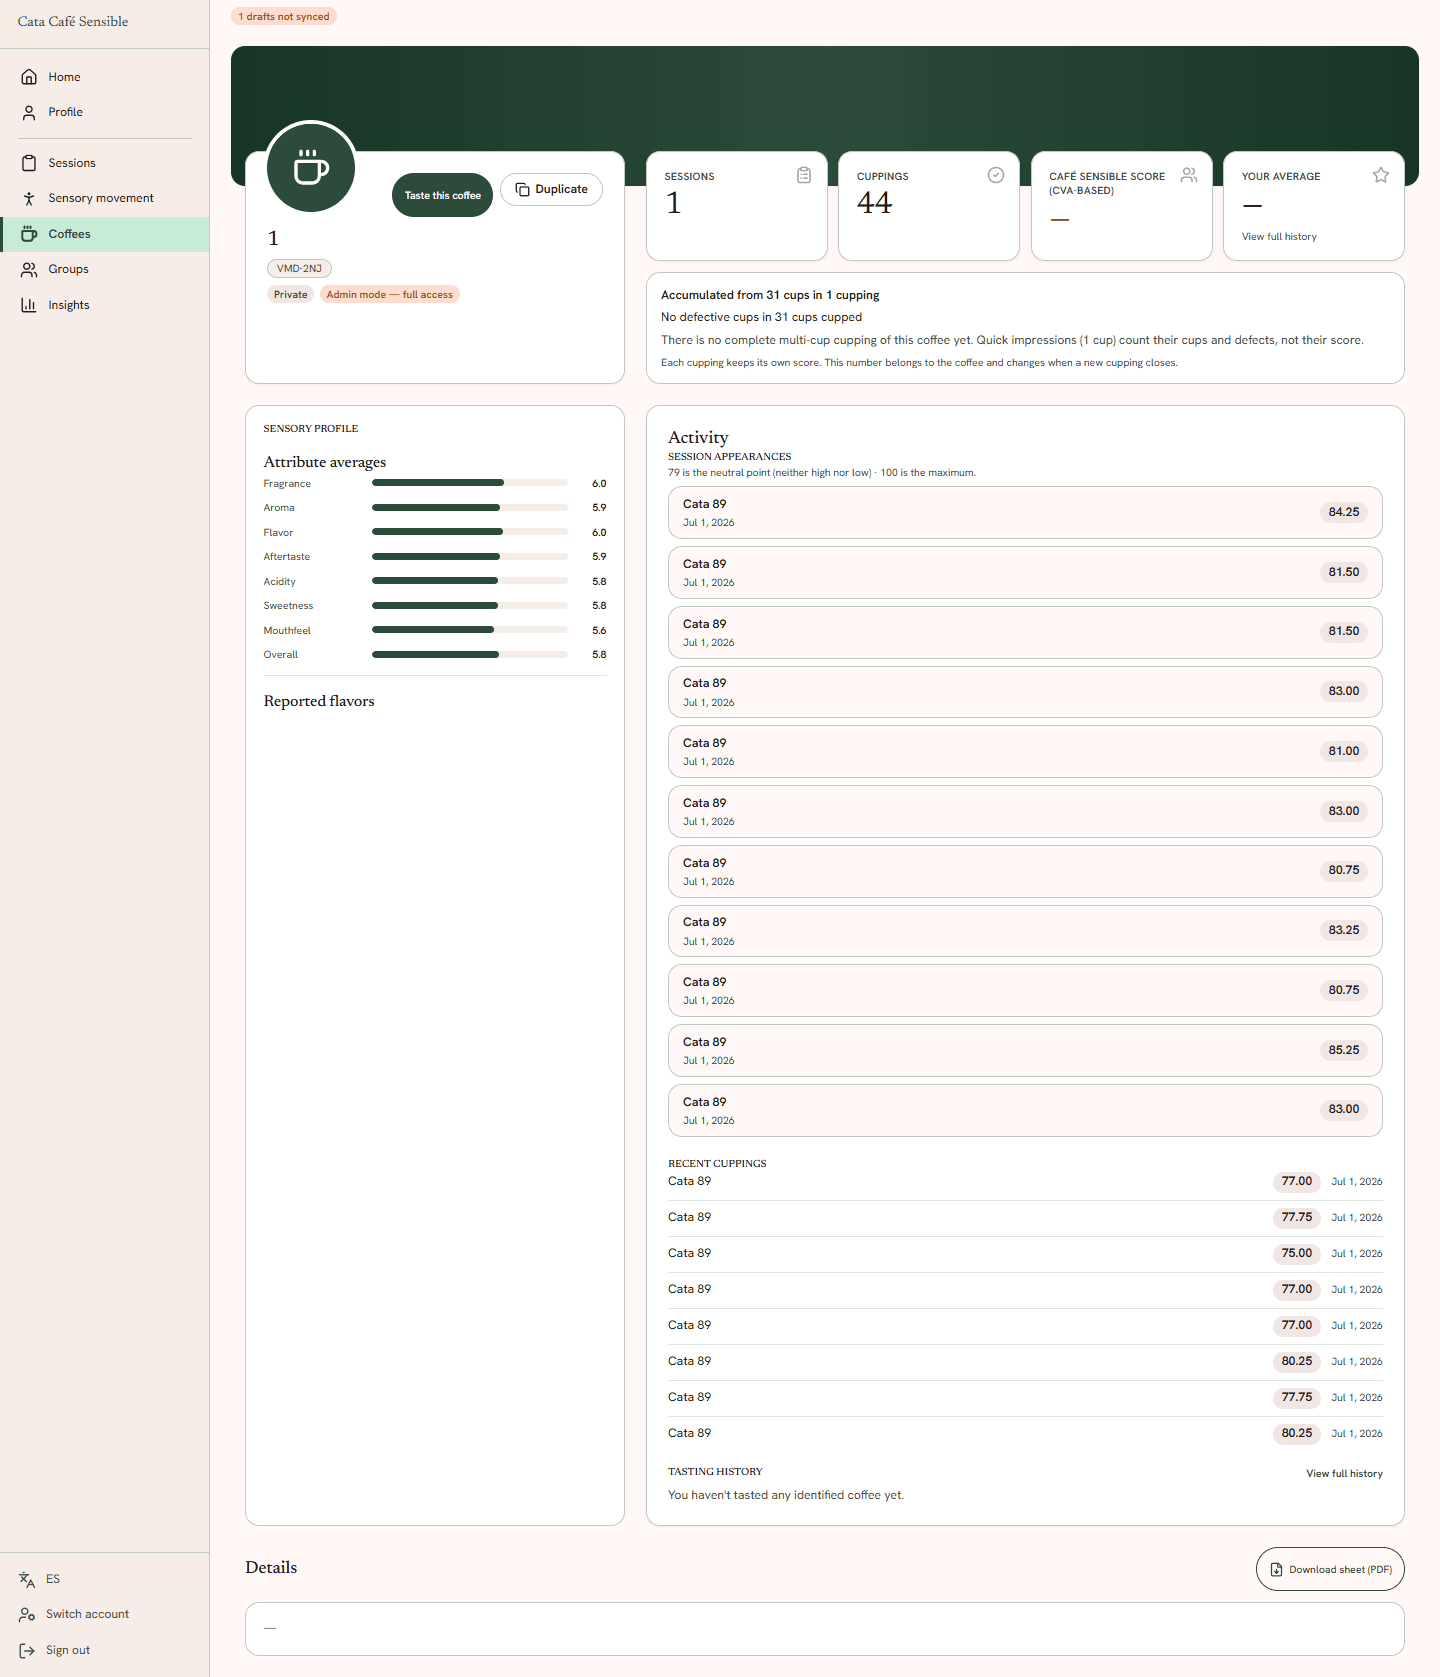 Cata Café Sensible
Home
Profile
Sessions
Sensory movement
Coffees
Groups
Insights
ES
Switch account
Sign out
1 drafts not synced
Taste this coffee
Duplicate
1
VMD-2NJ
Private
Admin mode — full access
SESSIONS
1
CUPPINGS
44
CAFÉ SENSIBLE SCORE
(CVA-BASED)
—
YOUR AVERAGE
—
View full history
Accumulated from 31 cups in 1 cupping
No defective cups in 31 cups cupped
There is no complete multi-cup cupping of this coffee yet. Quick impressions (1 cup) count their cups and defects, not their score.
Each cupping keeps its own score. This number belongs to the coffee and changes when a new cupping closes.
SENSORY PROFILE
Attribute averages
Fragrance 6.0
Aroma 5.9
Flavor 6.0
Aftertaste 5.9
Acidity 5.8
Sweetness 5.8
Mouthfeel 5.6
Overall 5.8
Reported flavors
Activity
SESSION APPEARANCES
79 is the neutral point (neither high nor low) · 100 is the maximum.
Cata 89
Jul 1, 2026
84.25
Cata 89
Jul 1, 2026
81.50
Cata 89
Jul 1, 2026
81.50
Cata 89
Jul 1, 2026
83.00
Cata 89
Jul 1, 2026
81.00
Cata 89
Jul 1, 2026
83.00
Cata 89
Jul 1, 2026
80.75
Cata 89
Jul 1, 2026
83.25
Cata 89
Jul 1, 2026
80.75
Cata 89
Jul 1, 2026
85.25
Cata 89
Jul 1, 2026
83.00
RECENT CUPPINGS
Cata 89 77.00 Jul 1, 2026
Cata 89 77.75 Jul 1, 2026
Cata 89 75.00 Jul 1, 2026
Cata 89 77.00 Jul 1, 2026
Cata 89 77.00 Jul 1, 2026
Cata 89 80.25 Jul 1, 2026
Cata 89 77.75 Jul 1, 2026
Cata 89 80.25 Jul 1, 2026
TASTING HISTORY
View full history
You haven't tasted any identified coffee yet.
Details
Download sheet (PDF)
—